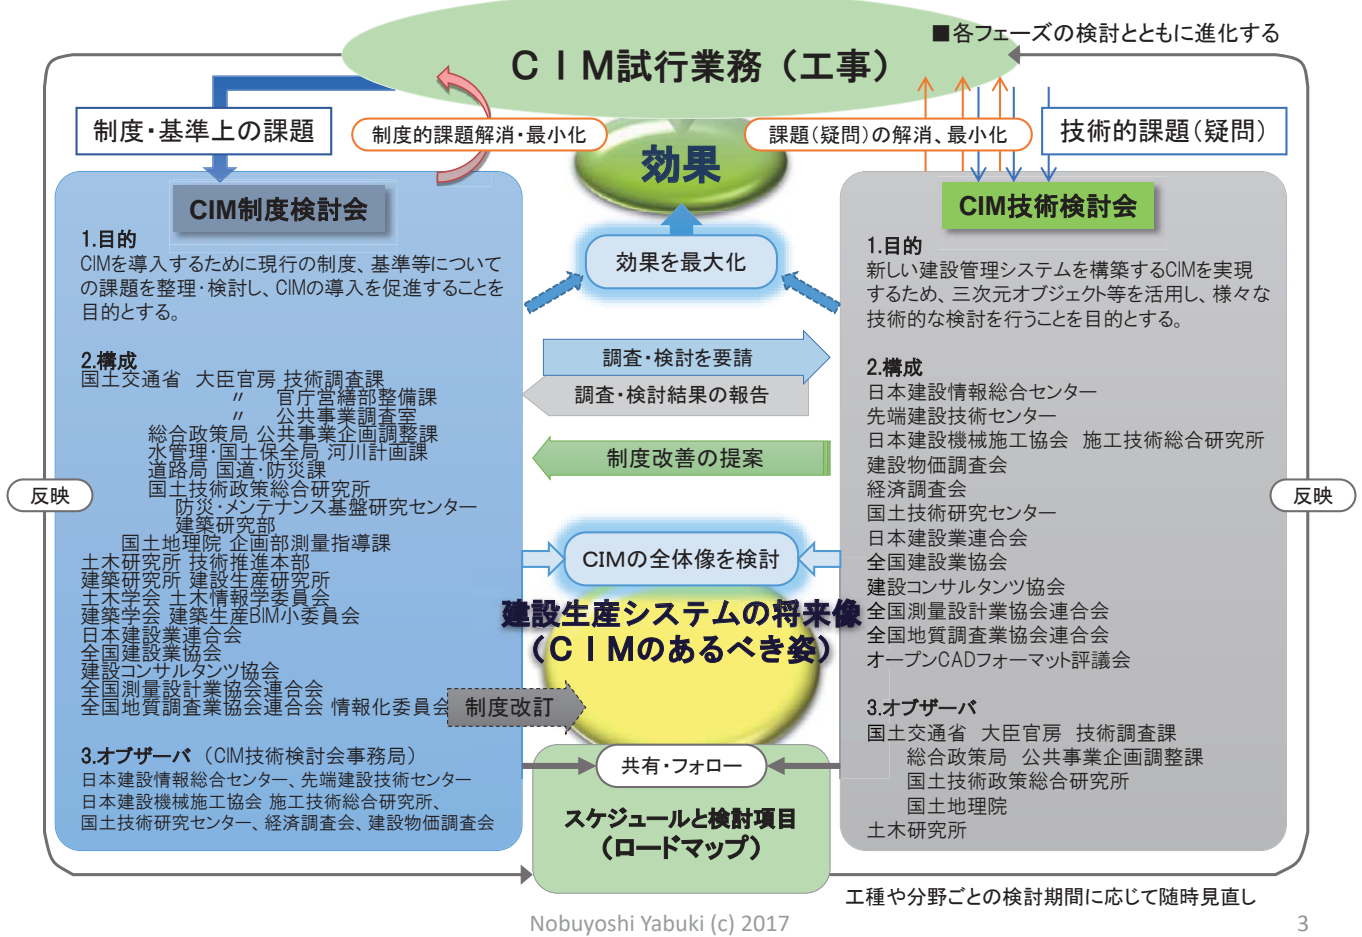 ■各フェーズの検討とともに進化する
ＣＩＭ試行業務（工事）
制度・基準上の課題
制度的課題解消・最小化
課題（疑問）の解消、最小化
技術的課題（疑問）
効果
CIM制度検討会
1.目的
CIMを導入するために現行の制度、基準等について
の課題を整理・検討し、CIMの導入を促進することを
目的とする。
2.構成
国土交通省　大臣官房 技術調査課
〃　官庁営繕部整備課
〃　公共事業調査室
総合政策局 公共事業企画調整課
水管理・国土保全局 河川計画課
道路局 国道・防災課
国土技術政策総合研究所
防災・メンテナンス基盤研究センター
建築研究部
国土地理院 企画部測量指導課
土木研究所 技術推進本部
建築研究所 建設生産研究所
土木学会 土木情報学委員会
建築学会 建築生産BIM小委員会
日本建設業連合会
全国建設業協会
建設コンサルタンツ協会
全国測量設計業協会連合会
全国地質調査業協会連合会 情報化委員会
3.オブザーバ（CIM技術検討会事務局）
日本建設情報総合センター、先端建設技術センター
日本建設機械施工協会 施工技術総合研究所、
国土技術研究センター、経済調査会、建設物価調査会
効果を最大化
調査・検討を要請
調査・検討結果の報告
制度改善の提案
CIMの全体像を検討
建設生産システムの将来像
（ＣＩＭのあるべき姿）
制度改訂
共有・フォロー
スケジュールと検討項目
（ロードマップ）
CIM技術検討会
1.目的
新しい建設管理システムを構築するCIMを実現
するため、三次元オブジェクト等を活用し、様々な
技術的な検討を行うことを目的とする。
2.構成
日本建設情報総合センター
先端建設技術センター
日本建設機械施工協会　施工技術総合研究所
建設物価調査会
経済調査会
国土技術研究センター
日本建設業連合会
全国建設業協会
建設コンサルタンツ協会
全国測量設計業協会連合会
全国地質調査業協会連合会
オープンCADフォーマット評議会
3.オブザーバ
国土交通省　大臣官房　技術調査課
総合政策局　公共事業企画調整課
国土技術政策総合研究所
国土地理院
土木研究所
反映
反映
工種や分野ごとの検討期間に応じて随時見直し
Nobuyoshi Yabuki (c) 2017
3